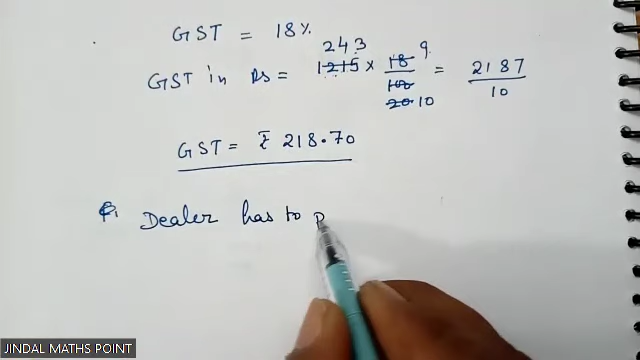 GST = 18%
243 9
GST in Rs = 1215 × 18/100 = 2187/10
20 10
GST = ₹ 218.70
Dealer has to p
JINDAL MATHS POINT